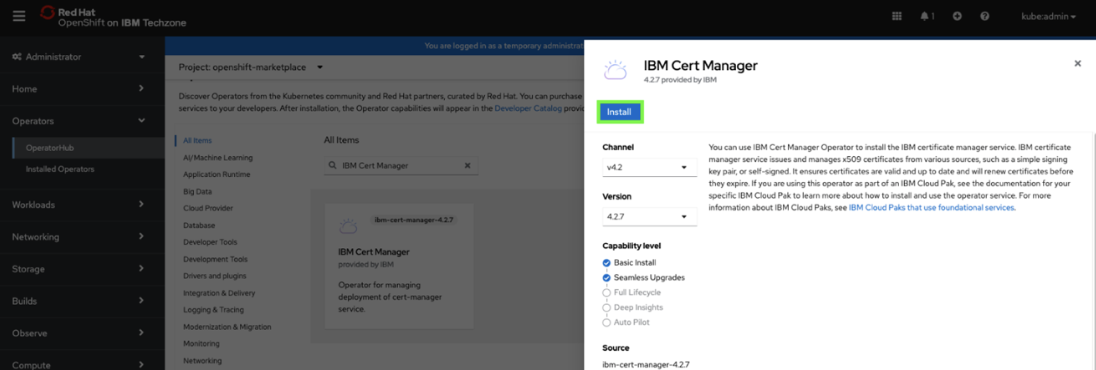 Red Hat
OpenShift on IBM Techzone
1
kube:admin
You are logged in as a temporary administrat
Administrator
Home
Operators
OperatorHub
Installed Operators
Workloads
Networking
Storage
Builds
Observe
Compute
Project: openshift-marketplace
Discover Operators from the Kubernetes community and Red Hat partners, curated by Red Hat. You can purchase
services to your developers. After installation, the Operator capabilities will appear in the Developer Catalog provid
All Items
AI/Machine Learning
Application Runtime
Big Data
Cloud Provider
Database
Developer Tools
Development Tools
Drivers and plugins
Integration & Delivery
Logging & Tracing
Modernization & Migration
Monitoring
Networking
All Items
IBM Cert Manager
ibm-cert-manager-4.2.7
IBM Cert Manager
provided by IBM
Operator for managing
deployment of cert-manager
service.
IBM Cert Manager
4.2.7 provided by IBM
Install
Channel
v4.2
Version
4.2.7
Capability level
Basic Install
Seamless Upgrades
Full Lifecycle
Deep Insights
Auto Pilot
Source
ibm-cert-manager-4.2.7
You can use IBM Cert Manager Operator to install the IBM certificate manager service. IBM certificate
manager service issues and manages x509 certificates from various sources, such as a simple signing
key pair, or self-signed. It ensures certificates are valid and up to date and will renew certificates before
they expire. If you are using this operator as part of an IBM Cloud Pak, see the documentation for your
specific IBM Cloud Pak to learn more about how to install and use the operator service. For more
information about IBM Cloud Paks, see IBM Cloud Paks that use foundational services.